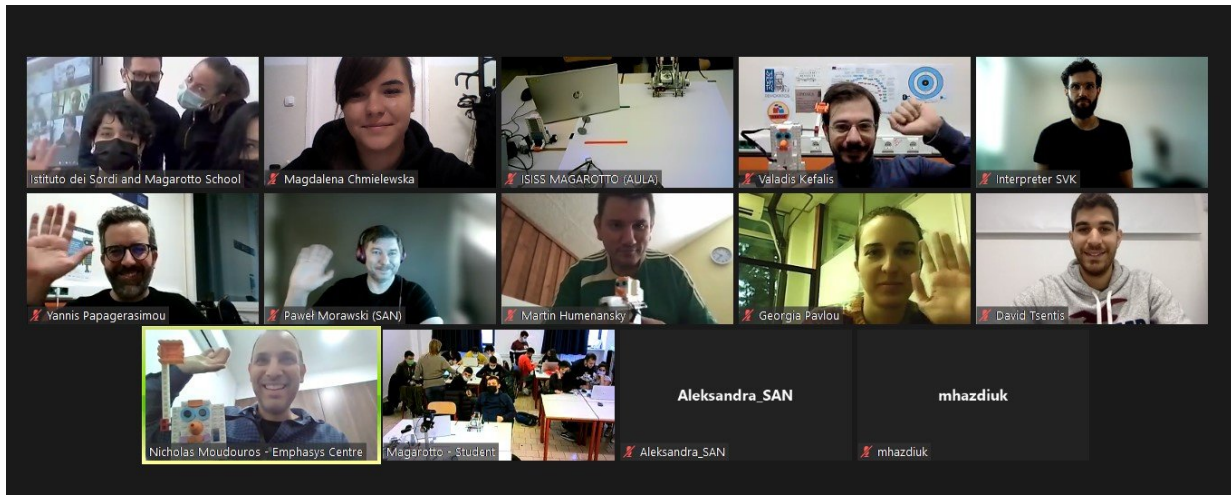 Istituto dei Sordi and Magarotto School
Magdalena Chmielewska
ISISS MAGAROTTO (AULA)
Valadis Kefalis
Interpreter SVK
Yannis Papagerasimou
Paweł Morawski (SAN)
Martin Humenansky
Georgia Pavlou
David Tsentis
Nicholas Moudouros - Emphasys Centre
Magarotto - Student
Aleksandra_SAN
Aleksandra_SAN
mhazdiuk
mhazdiuk